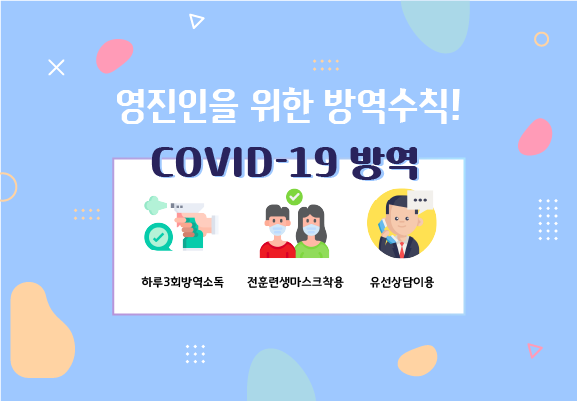 영진인을 위한 방역수칙!
COVID-19 방역
하루3회방역소독
전훈련생마스크착용
유선상담이용